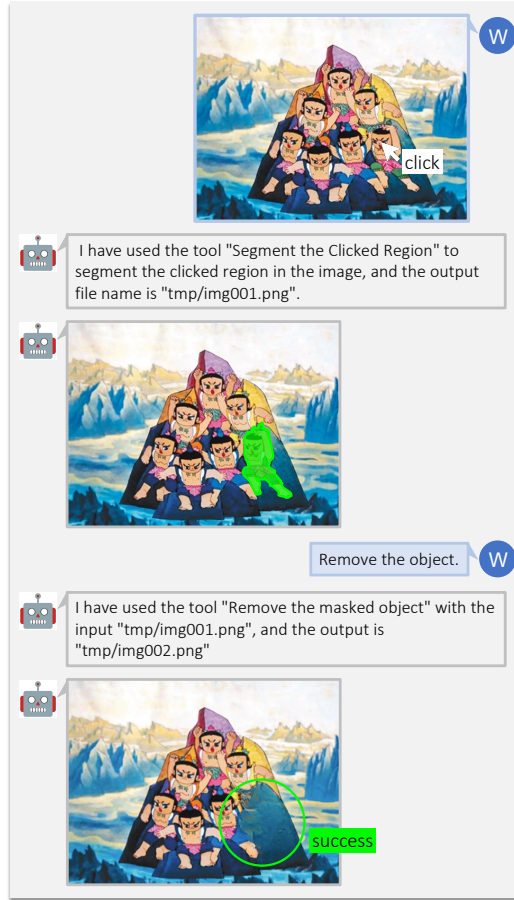 W
click
I have used the tool "Segment the Clicked Region" to
segment the clicked region in the image, and the output
file name is "tmp/img001.png".
Remove the object.
W
I have used the tool "Remove the masked object" with the
input "tmp/img001.png", and the output is
"tmp/img002.png"
success